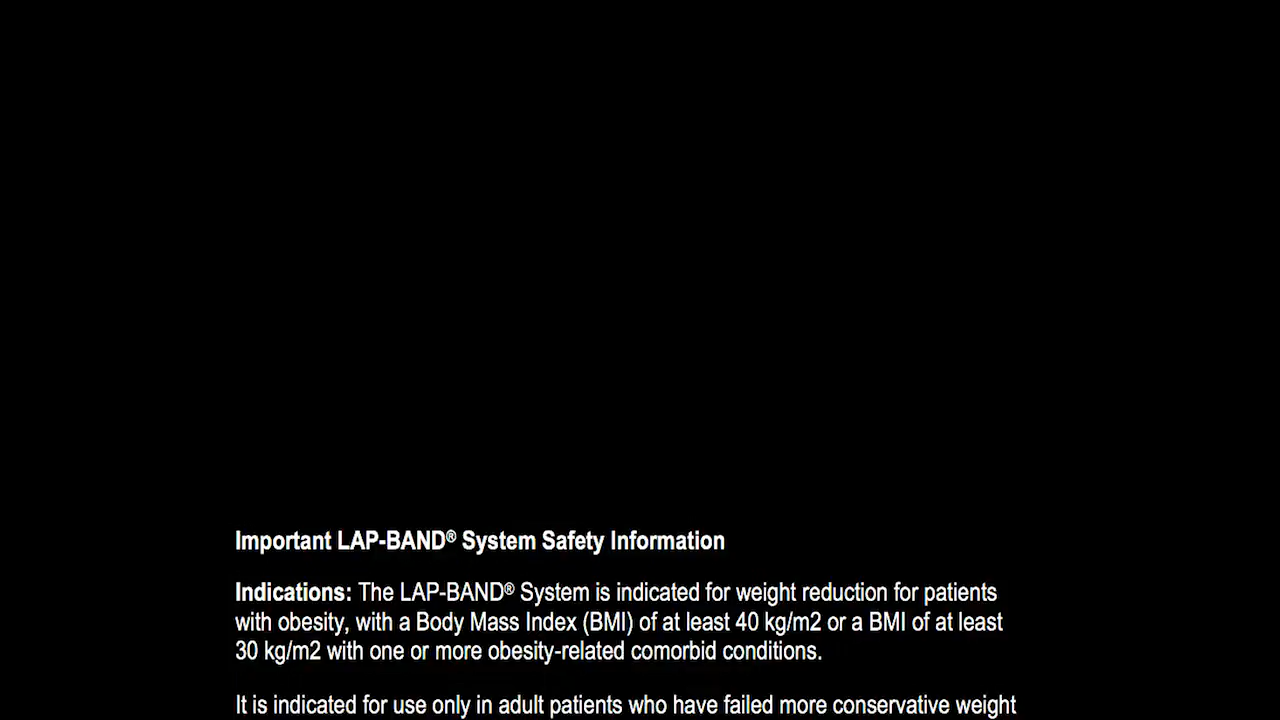 Important LAP-BAND® System Safety Information
Indications: The LAP-BAND® System is indicated for weight reduction for patients
with obesity, with a Body Mass Index (BMI) of at least 40 kg/m2 or a BMI of at least
30 kg/m2 with one or more obesity-related comorbid conditions.
It is indicated for use only in adult patients who have failed more conservative weight